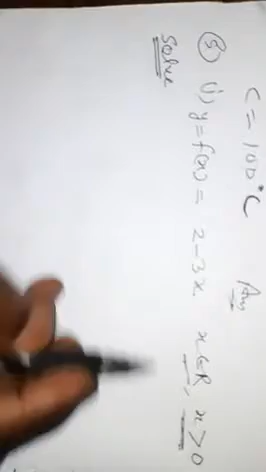 C = 100°C Ans
(5) (i) y = f(x) = 2 - 3x x ∈ R, x > 0
Solve